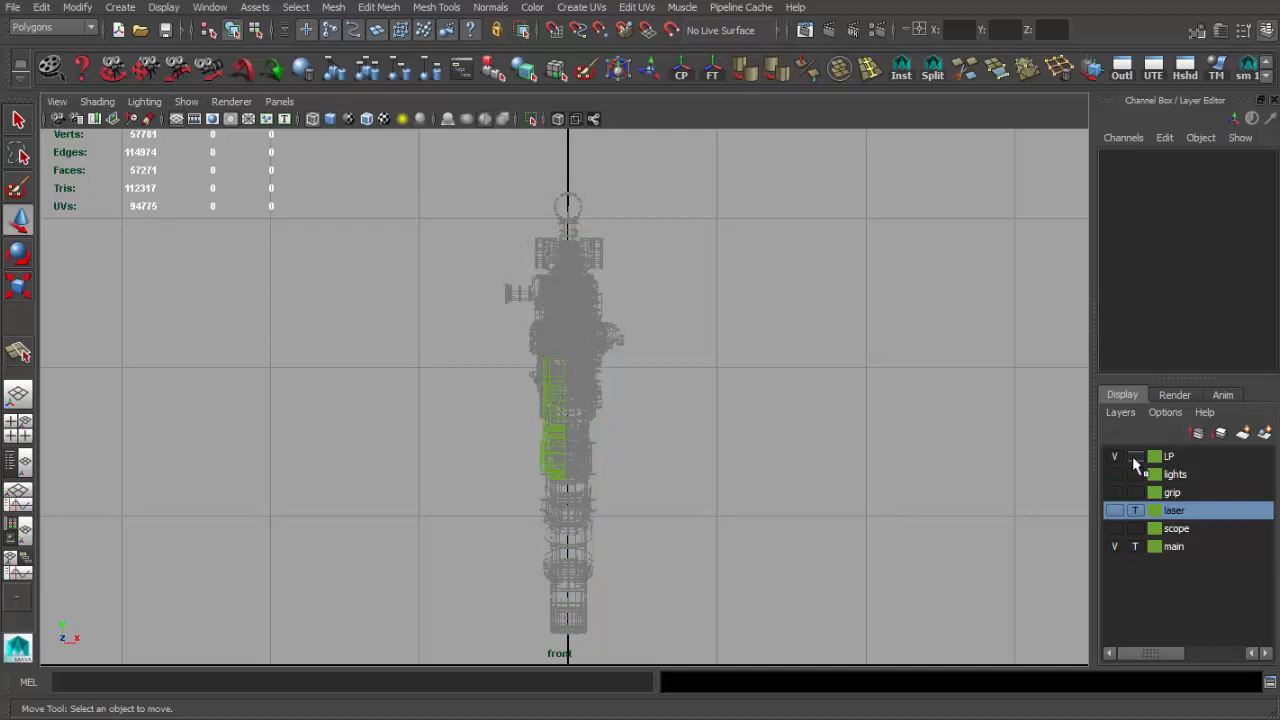 File Edit Modify Create Display Window Assets Select Mesh Edit Mesh Mesh Tools Normals Color Create UVs Edit UVs Muscle Pipeline Cache Help
Polygons No Live Surface X: Y: Z:
CP FT Inst Split Outl UTE Hshd TM sm 1
View Shading Lighting Show Renderer Panels
Channel Box / Layer Editor
Channels Edit Object Show
Verts: 57781 0 0
Edges: 114974 0 0
Faces: 57271 0 0
Tris: 112317 0 0
UVs: 94775 0 0
Display Render Anim
Layers Options Help
V LP
lights
grip
T laser
scope
V T main
y
z x
front
MAYA
MEL
Move Tool: Select an object to move.